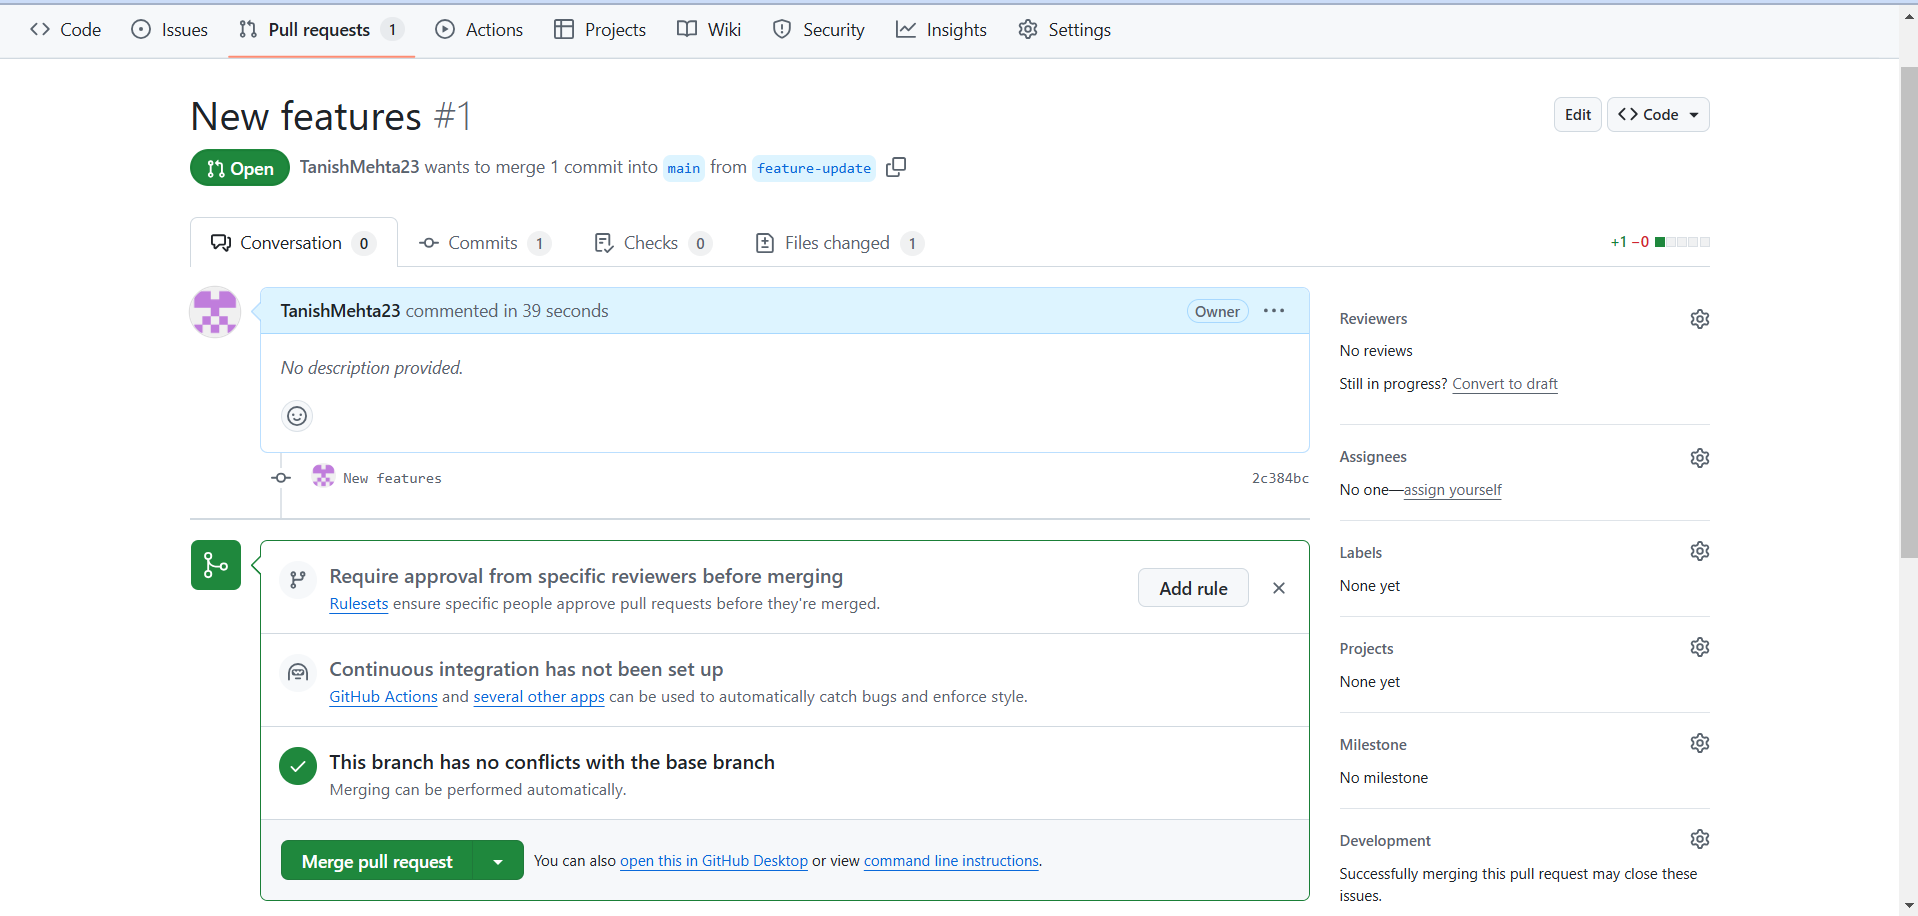 Code Issues Pull requests 1 Actions Projects Wiki Security Insights Settings
New features #1
Edit Code
Open TanishMehta23 wants to merge 1 commit into main from feature-update
Conversation 0 Commits 1 Checks 0 Files changed 1 +1 −0
TanishMehta23 commented in 39 seconds Owner
No description provided.
New features 2c384bc
Require approval from specific reviewers before merging
Rulesets ensure specific people approve pull requests before they're merged.
Add rule
Continuous integration has not been set up
GitHub Actions and several other apps can be used to automatically catch bugs and enforce style.
This branch has no conflicts with the base branch
Merging can be performed automatically.
Merge pull request You can also open this in GitHub Desktop or view command line instructions.
Reviewers
No reviews
Still in progress? Convert to draft
Assignees
No one—assign yourself
Labels
None yet
Projects
None yet
Milestone
No milestone
Development
Successfully merging this pull request may close these
issues.